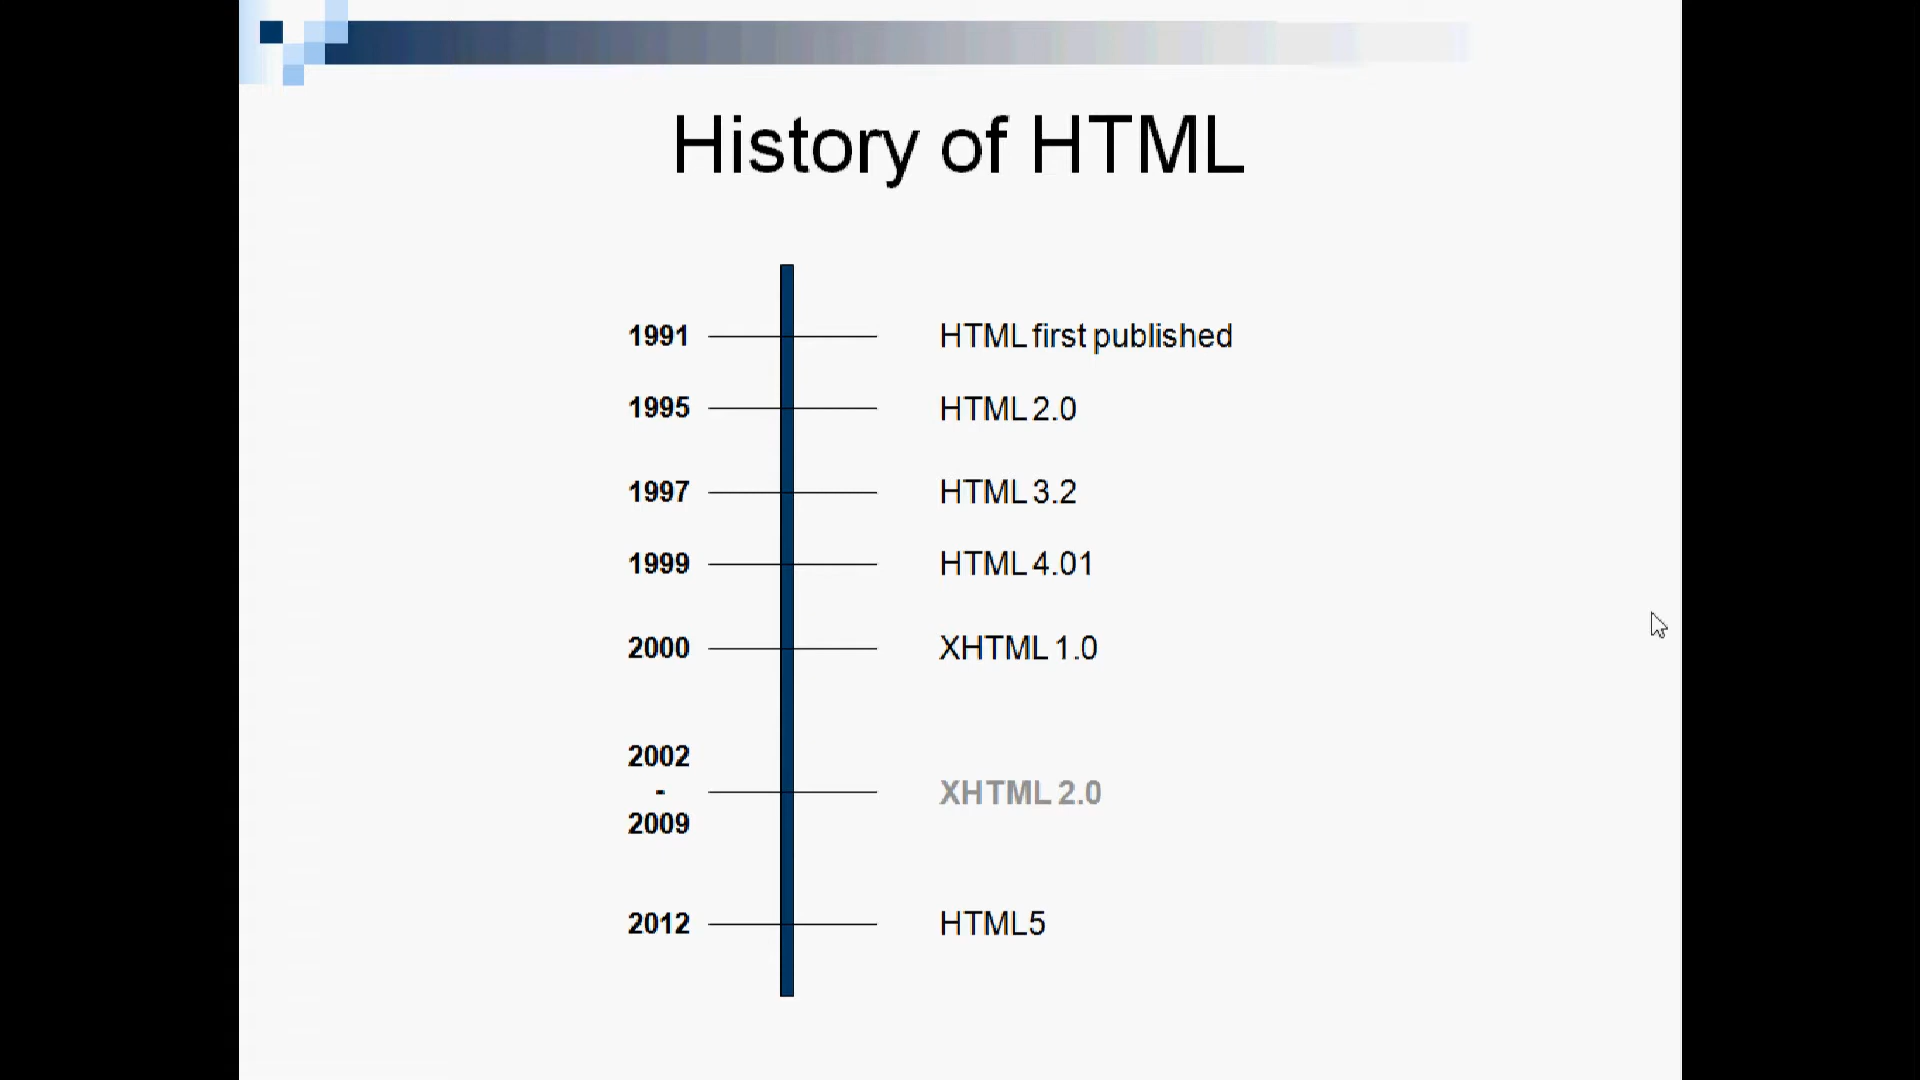 History of HTML
1991 HTML first published
1995 HTML 2.0
1997 HTML 3.2
1999 HTML 4.01
2000 XHTML 1.0
2002
- XHTML 2.0
2009
2012 HTML5